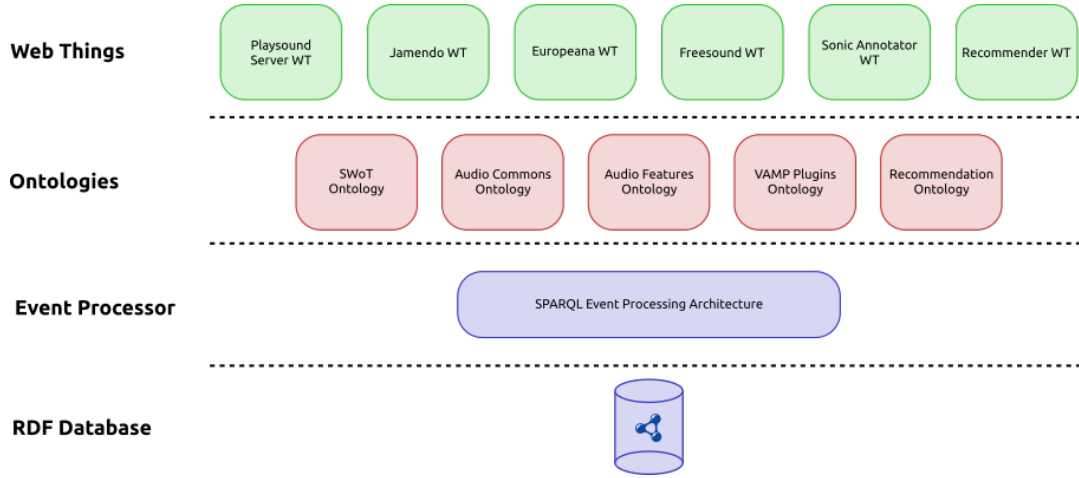 Web Things
Playsound
Server WT
Jamendo WT
Europeana WT
Freesound WT
Sonic Annotator
WT
Recommender WT
Ontologies
SWoT
Ontology
Audio Commons
Ontology
Audio Features
Ontology
VAMP Plugins
Ontology
Recommendation
Ontology
Event Processor
SPARQL Event Processing Architecture
RDF Database